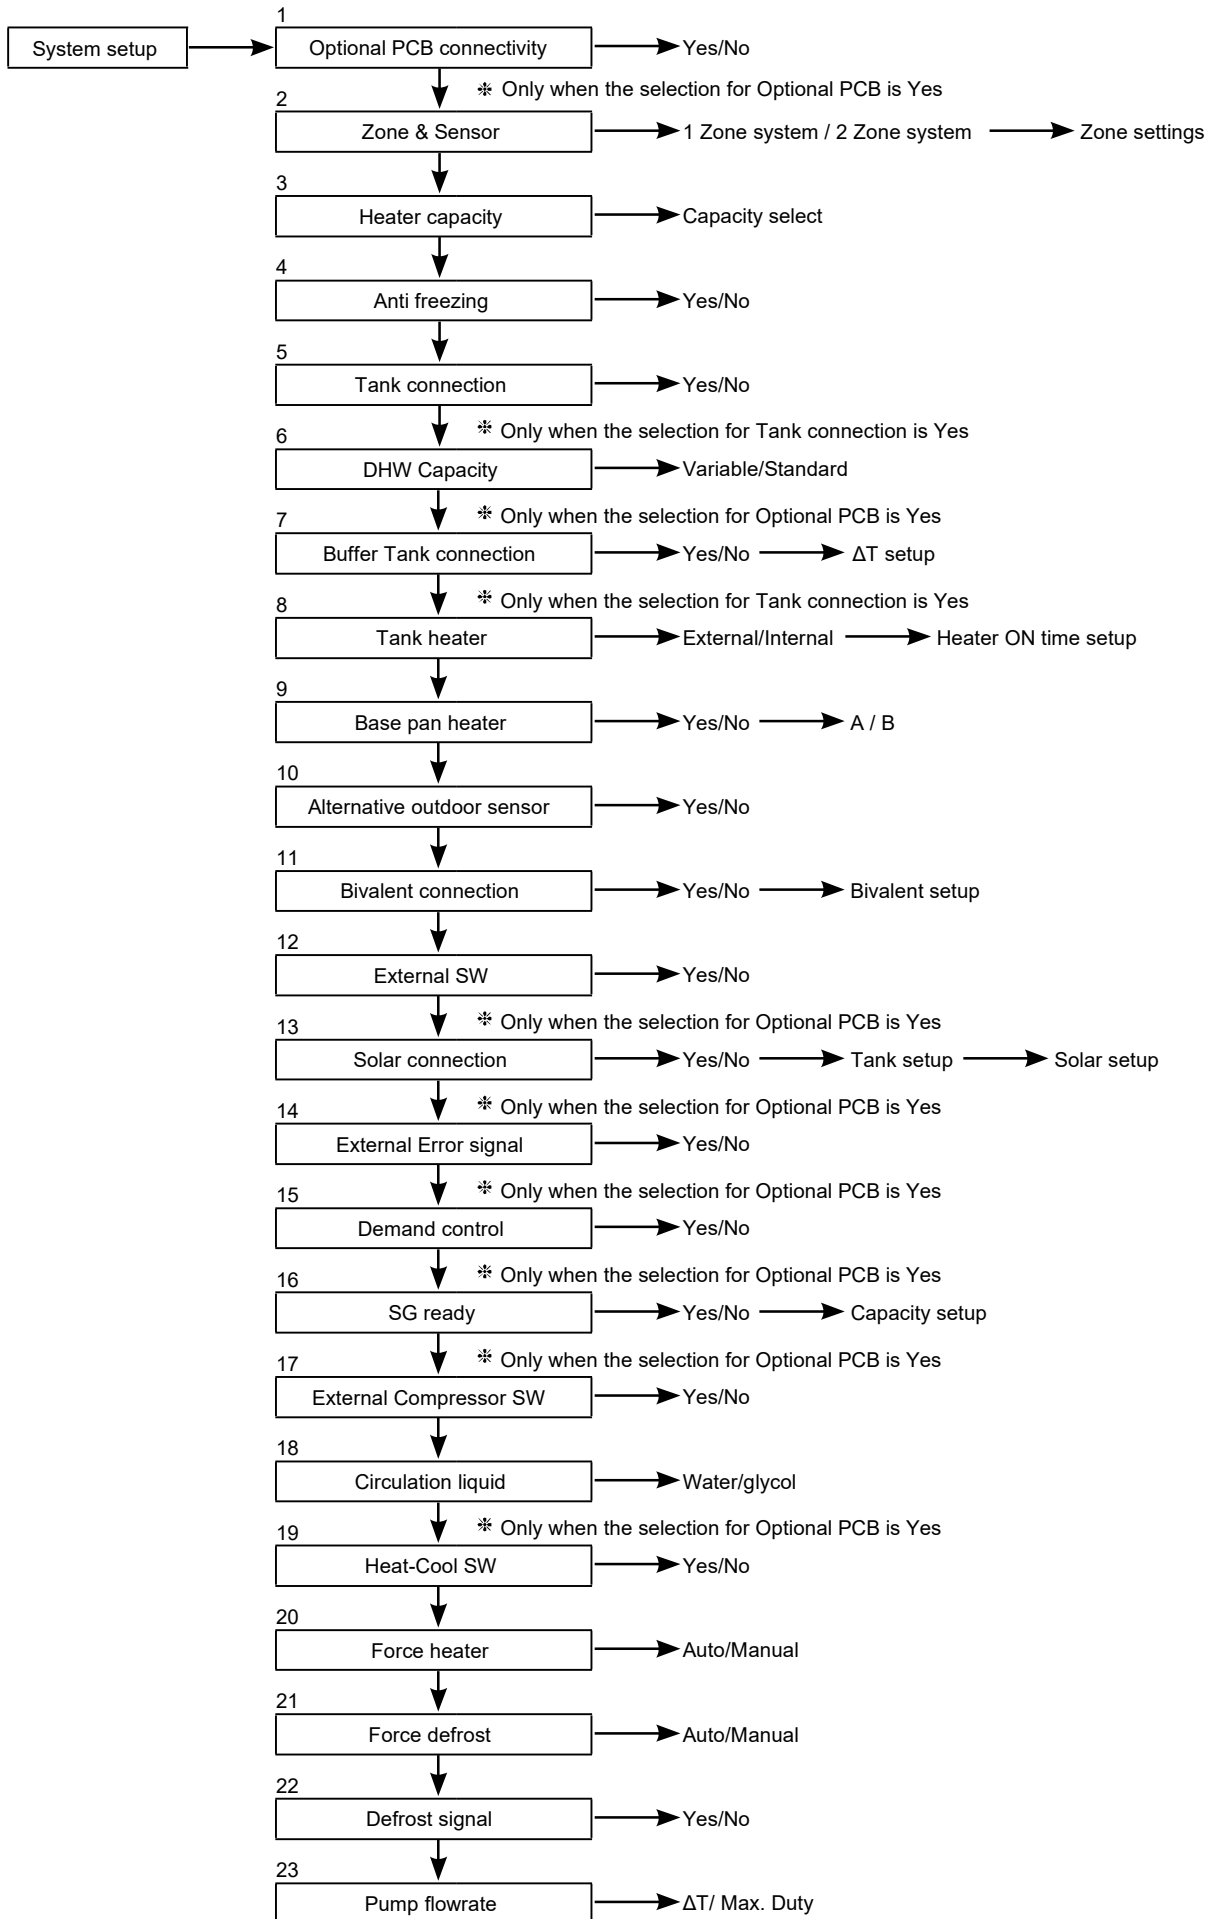 1
System setup
Optional PCB connectivity
Yes/No
❉ Only when the selection for Optional PCB is Yes
2
Zone & Sensor
1 Zone system / 2 Zone system
Zone settings
3
Heater capacity
Capacity select
4
Anti freezing
Yes/No
5
Tank connection
Yes/No
❉ Only when the selection for Tank connection is Yes
6
DHW Capacity
Variable/Standard
❉ Only when the selection for Optional PCB is Yes
7
Buffer Tank connection
Yes/No
ΔT setup
❉ Only when the selection for Tank connection is Yes
8
Tank heater
External/Internal
Heater ON time setup
9
Base pan heater
Yes/No
A / B
10
Alternative outdoor sensor
Yes/No
11
Bivalent connection
Yes/No
Bivalent setup
12
External SW
Yes/No
❉ Only when the selection for Optional PCB is Yes
13
Solar connection
Yes/No
Tank setup
Solar setup
❉ Only when the selection for Optional PCB is Yes
14
External Error signal
Yes/No
❉ Only when the selection for Optional PCB is Yes
15
Demand control
Yes/No
❉ Only when the selection for Optional PCB is Yes
16
SG ready
Yes/No
Capacity setup
❉ Only when the selection for Optional PCB is Yes
17
External Compressor SW
Yes/No
18
Circulation liquid
Water/glycol
❉ Only when the selection for Optional PCB is Yes
19
Heat-Cool SW
Yes/No
20
Force heater
Auto/Manual
21
Force defrost
Auto/Manual
22
Defrost signal
Yes/No
23
Pump flowrate
ΔT/ Max. Duty